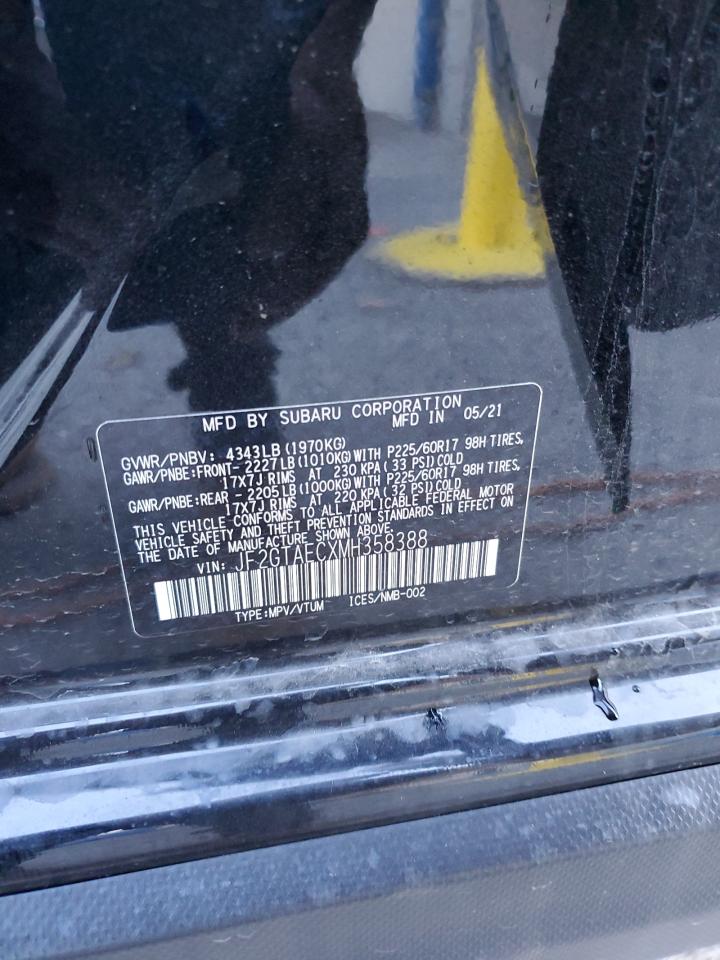 MFD BY SUBARU CORPORATION
MFD IN 05/21
GVWR/PNBV: 4343LB(1970KG)
GAWR/PNBE:FRONT-2227LB(1010KG)WITH P225/60R17 98H TIRES,
17X7J RIMS AT 230 KPA(33 PSI)COLD
GAWR/PNBE:REAR -2205LB(1000KG)WITH P225/60R17 98H TIRES,
17X7J RIMS AT 220 KPA(32 PSI)COLD
THIS VEHICLE CONFORMS TO ALL APPLICABLE FEDERAL MOTOR
VEHICLE SAFETY AND THEFT PREVENTION STANDARDS IN EFFECT ON
THE DATE OF MANUFACTURE SHOWN ABOVE.
VIN: JF2GTAECXMH358388
TYPE:MPV/VTUM ICES/NMB-002